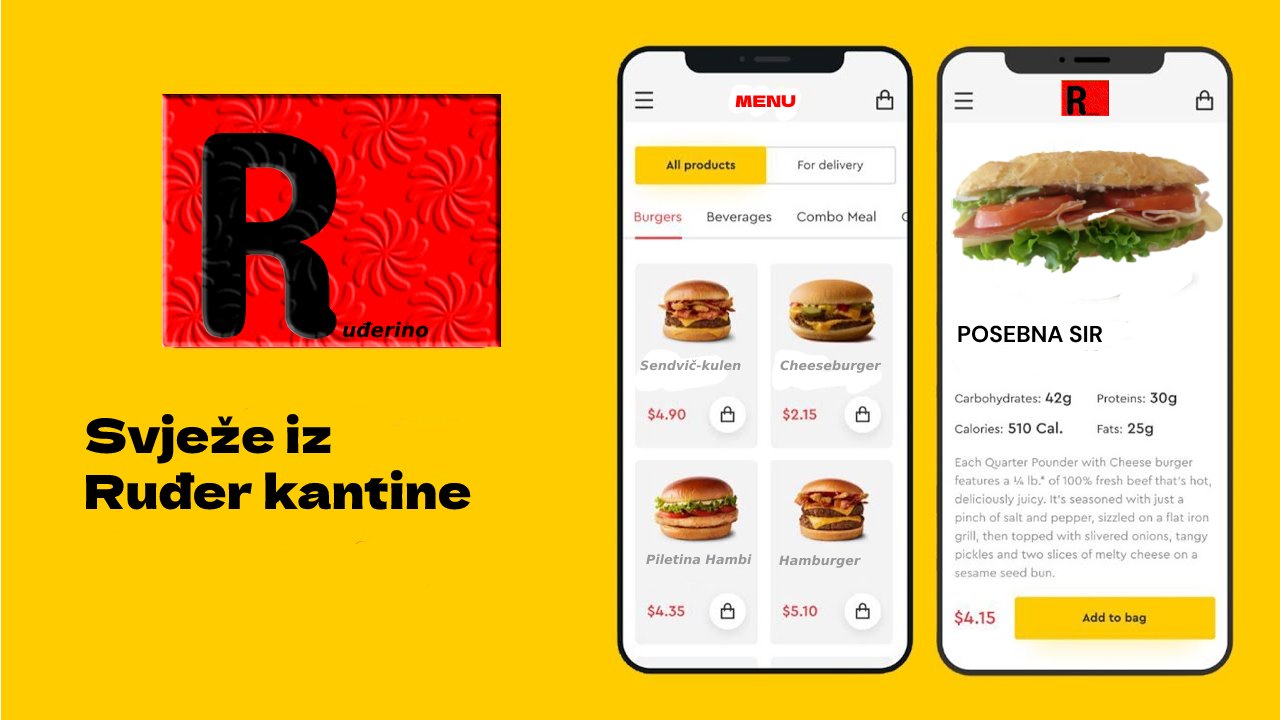 R
uđerino
Svježe iz
Ruđer kantine
MENU
All products
For delivery
Burgers
Beverages
Combo Meal
C
Sendvič-kulen
Cheeseburger
$4.90
$2.15
Piletina Hambi
Hamburger
$4.35
$5.10
R
POSEBNA SIR
Carbohydrates: 42g
Proteins: 30g
Calories: 510 Cal.
Fats: 25g
Each Quarter Pounder with Cheese burger
features a ¼ lb.* of 100% fresh beef that's hot,
deliciously juicy. It's seasoned with just a
pinch of salt and pepper, sizzled on a flat iron
grill, then topped with slivered onions, tangy
pickles and two slices of melty cheese on a
sesame seed bun.
$4.15
Add to bag